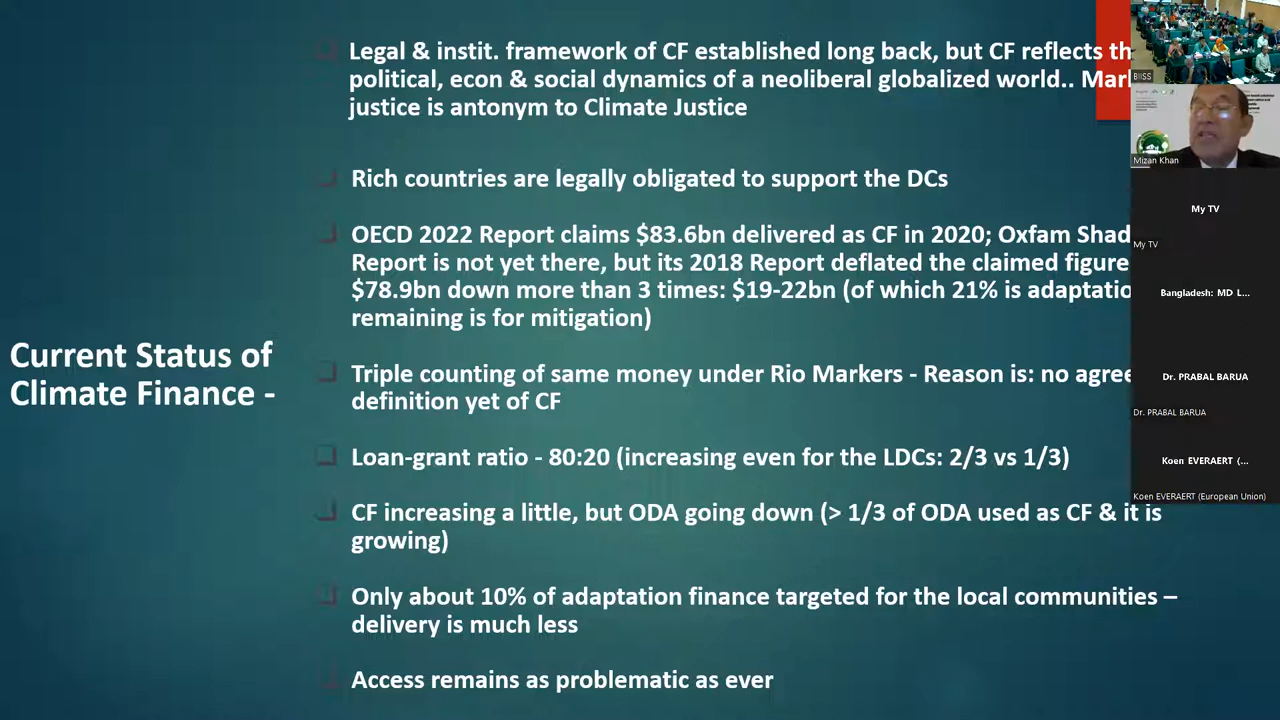 Legal & instit. framework of CF established long back, but CF reflects th
political, econ & social dynamics of a neoliberal globalized world..
justice is antonym to Climate Justice
Rich countries are legally obligated to support the DCs
OECD 2022 Report claims $83.6bn delivered as CF in 2020; Oxfam Shad
Report is not yet there, but its 2018 Report deflated the claimed figure
$78.9bn down more than 3 times: $19-22bn (of which 21% is adaptatio
remaining is for mitigation)
Current Status of
Climate Finance -
Triple counting of same money under Rio Markers - Reason is: no agree
definition yet of CF
Loan-grant ratio - 80:20 (increasing even for the LDCs: 2/3 vs 1/3)
CF increasing a little, but ODA going down (> 1/3 of ODA used as CF & it is
growing)
Only about 10% of adaptation finance targeted for the local communities –
delivery is much less
Access remains as problematic as ever
BIISS
Mizan Khan
My TV
My TV
Bangladesh: MD L...
Dr. PRABAL BARUA
Dr. PRABAL BARUA
Koen EVERAERT (...
Koen EVERAERT (European Union)